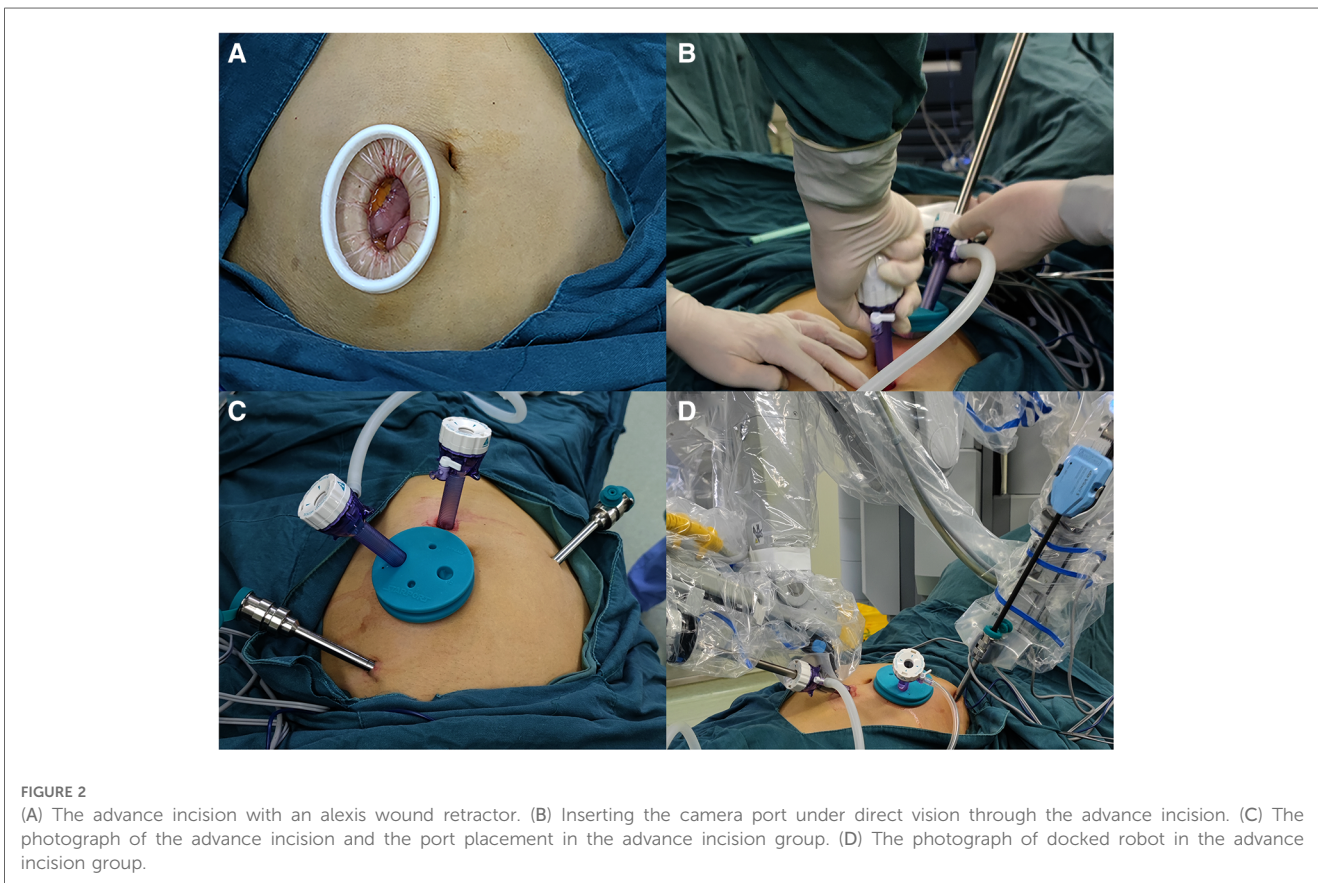 A
B
C
D
FIGURE 2
(A) The advance incision with an alexis wound retractor. (B) Inserting the camera port under direct vision through the advance incision. (C) The
photograph of the advance incision and the port placement in the advance incision group. (D) The photograph of docked robot in the advance
incision group.